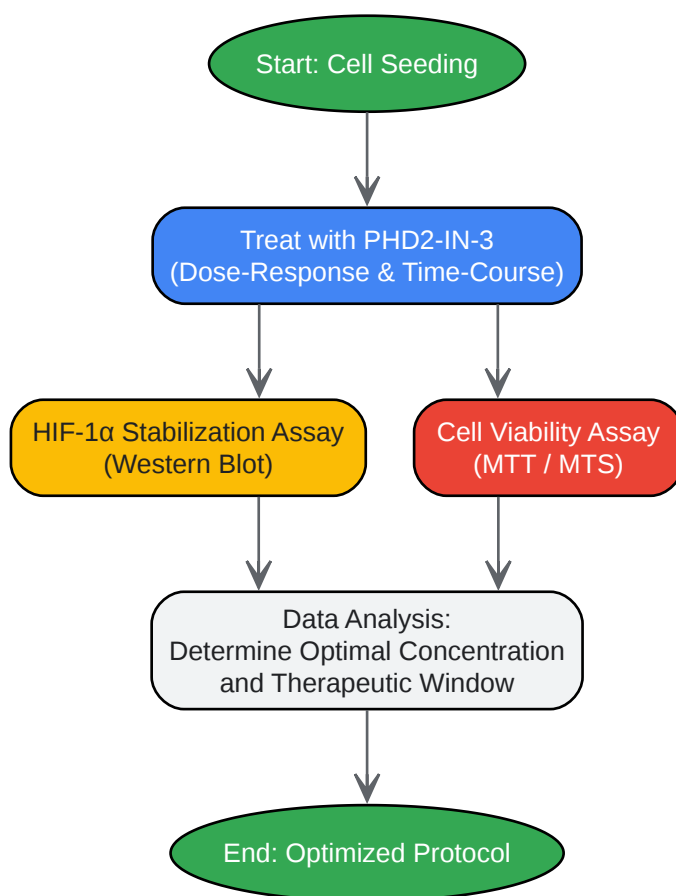 Start: Cell Seeding
Treat with PHD2-IN-3
(Dose-Response & Time-Course)
HIF-1α Stabilization Assay
(Western Blot)
Cell Viability Assay
(MTT / MTS)
Data Analysis:
Determine Optimal Concentration
and Therapeutic Window
End: Optimized Protocol